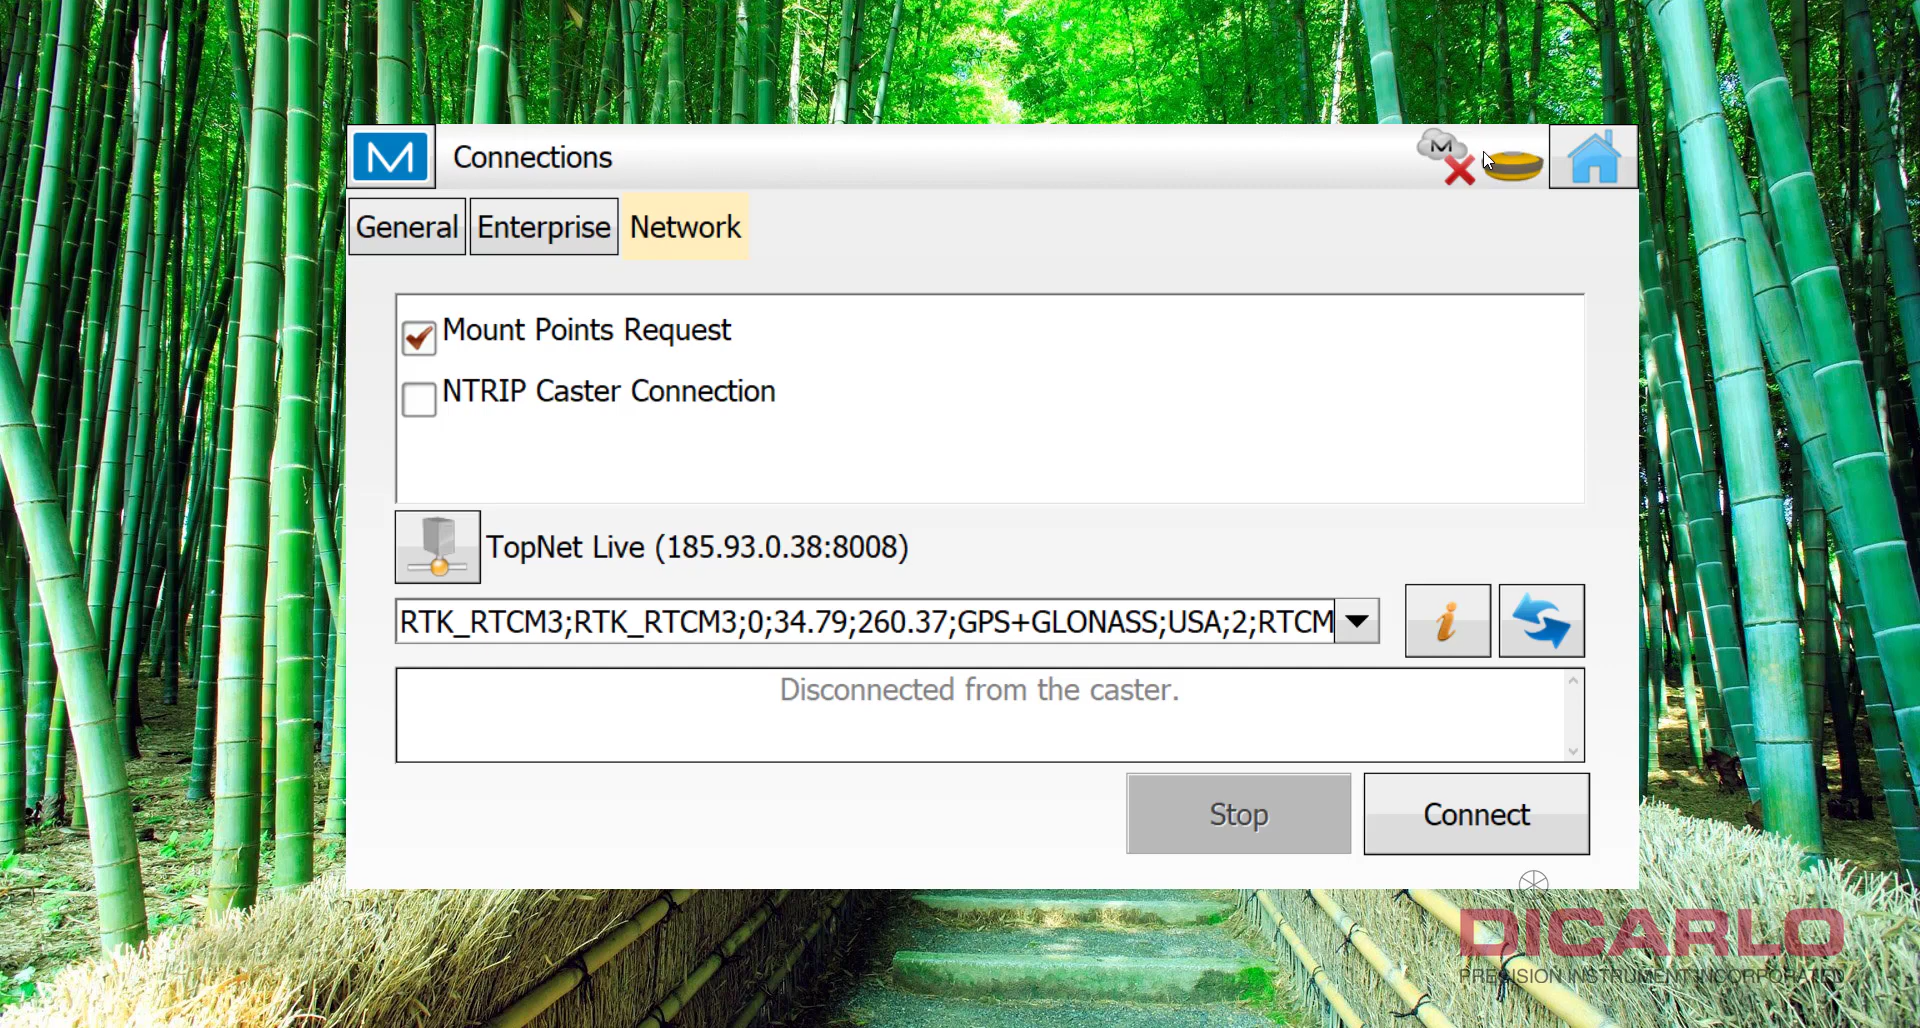 M Connections M
General Enterprise Network
Mount Points Request
NTRIP Caster Connection
TopNet Live (185.93.0.38:8008)
RTK_RTCM3;RTK_RTCM3;0;34.79;260.37;GPS+GLONASS;USA;2;RTCM
i
Disconnected from the caster.
Stop Connect
DICARLO
PRECISION INSTRUMENT INCORPORATED